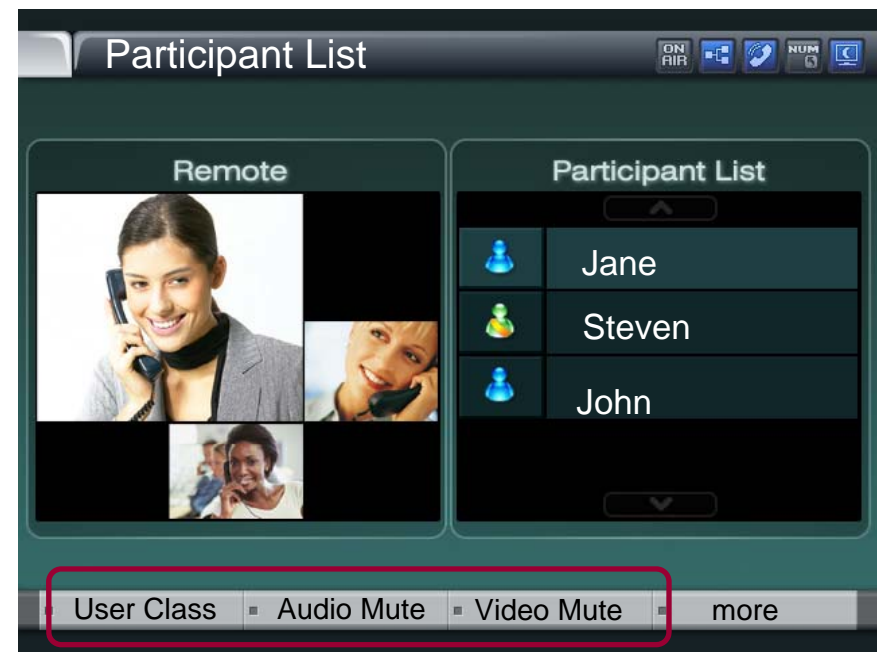 Participant List
ON AIR
NUM
Remote
Participant List
Jane
Steven
John
User Class Audio Mute Video Mute more